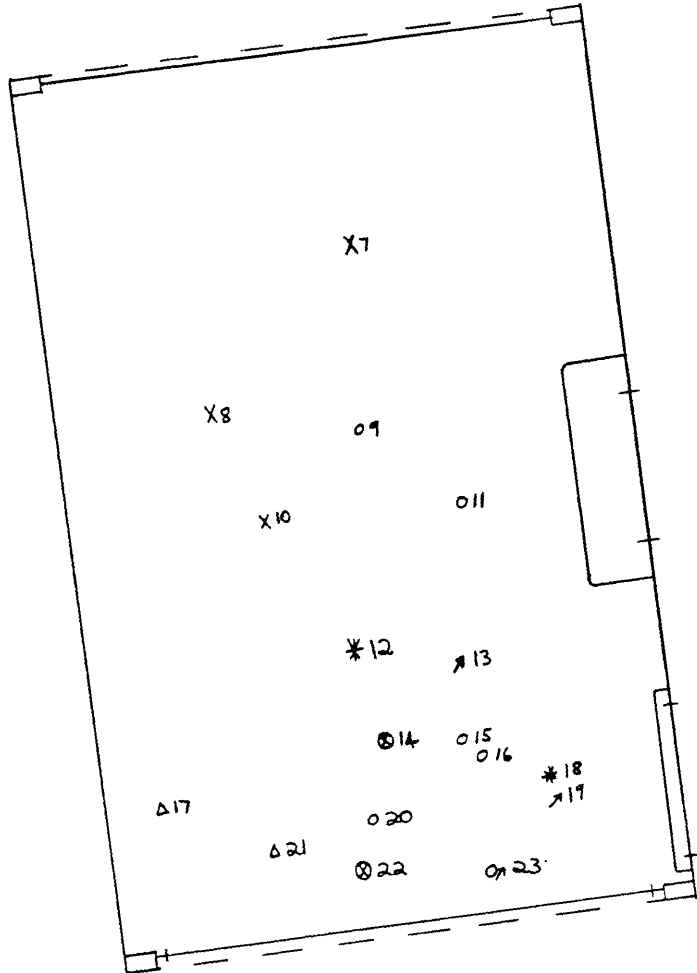 X7
X8
o9
X10
o11
*12
↗13
⊗14
o15
o16
Δ17
*18
↗19
o20
Δ21
⊗22
o↗23